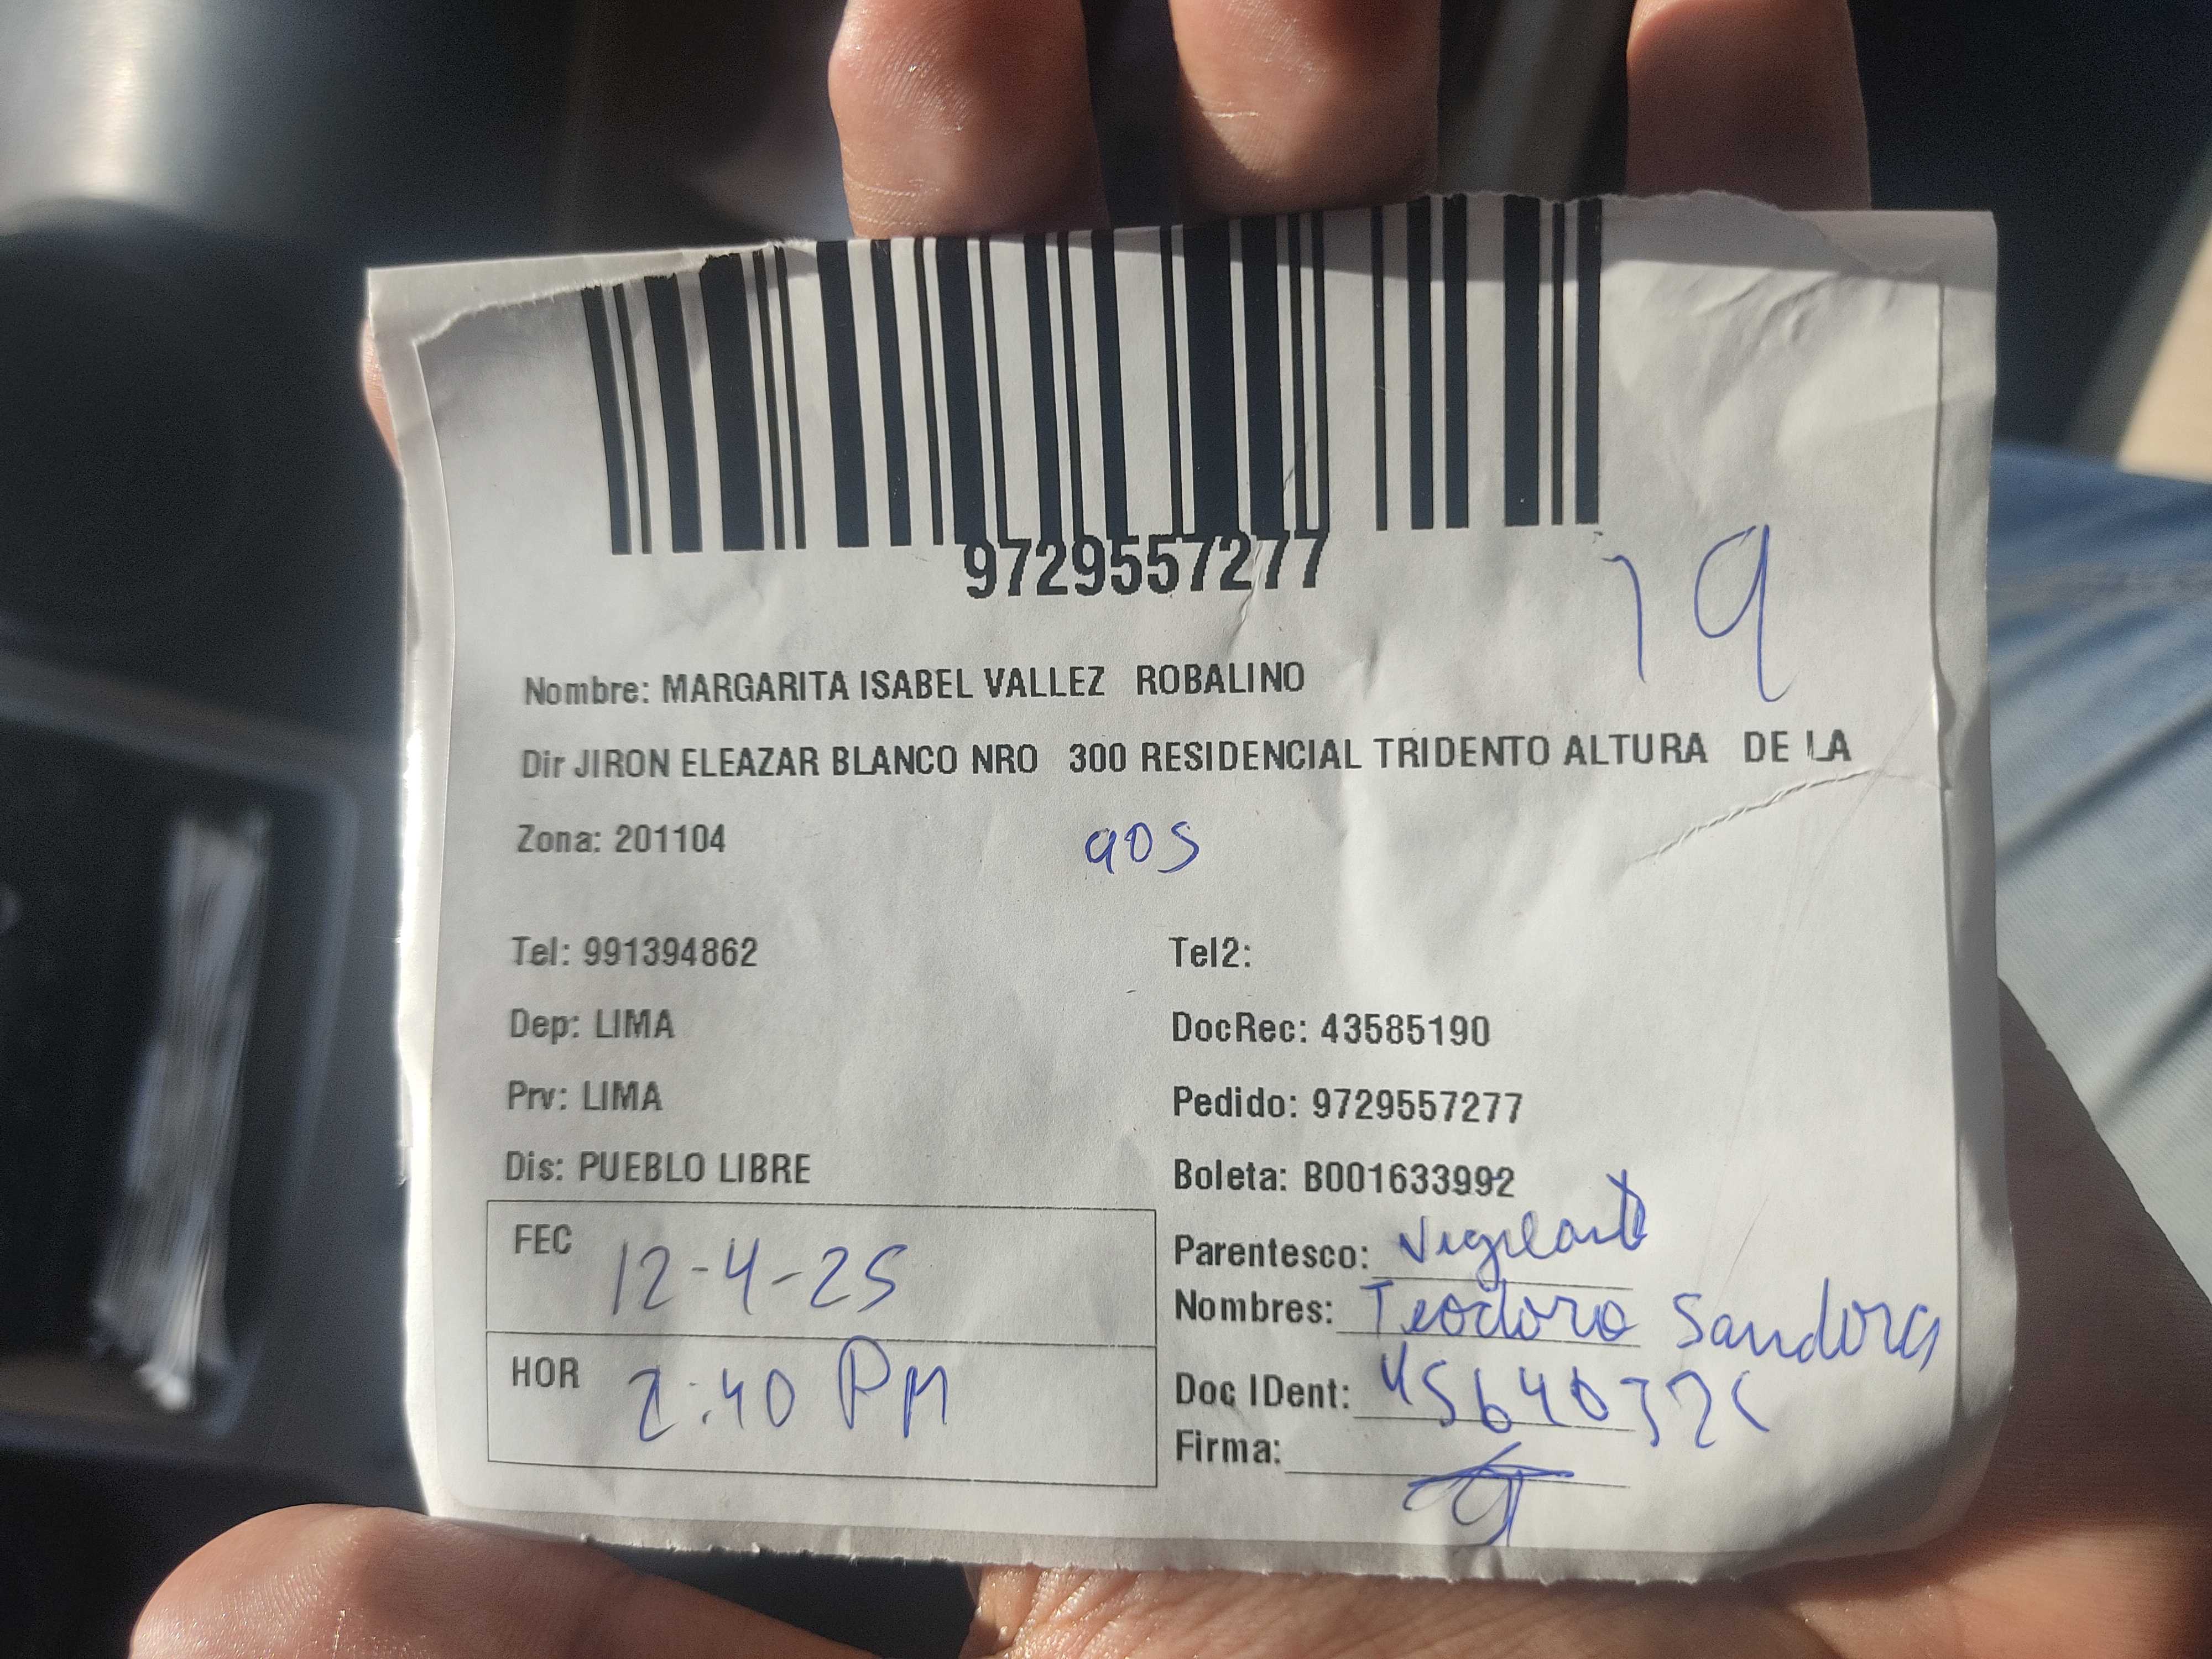 9729557277
19
Nombre: MARGARITA ISABEL VALLEZ ROBALINO
Dir JIRON ELEAZAR BLANCO NRO 300 RESIDENCIAL TRIDENTO ALTURA DE LA
Zona: 201104
905
Tel: 991394862
Tel2:
Dep: LIMA
DocRec: 43585190
Prv: LIMA
Pedido: 9729557277
Dis: PUEBLO LIBRE
Boleta: B001633992
FEC 12-4-25
Parentesco: Vigilante
Nombres: Teodoro
HOR 2:40 PM
Doc IDent:
Firma: